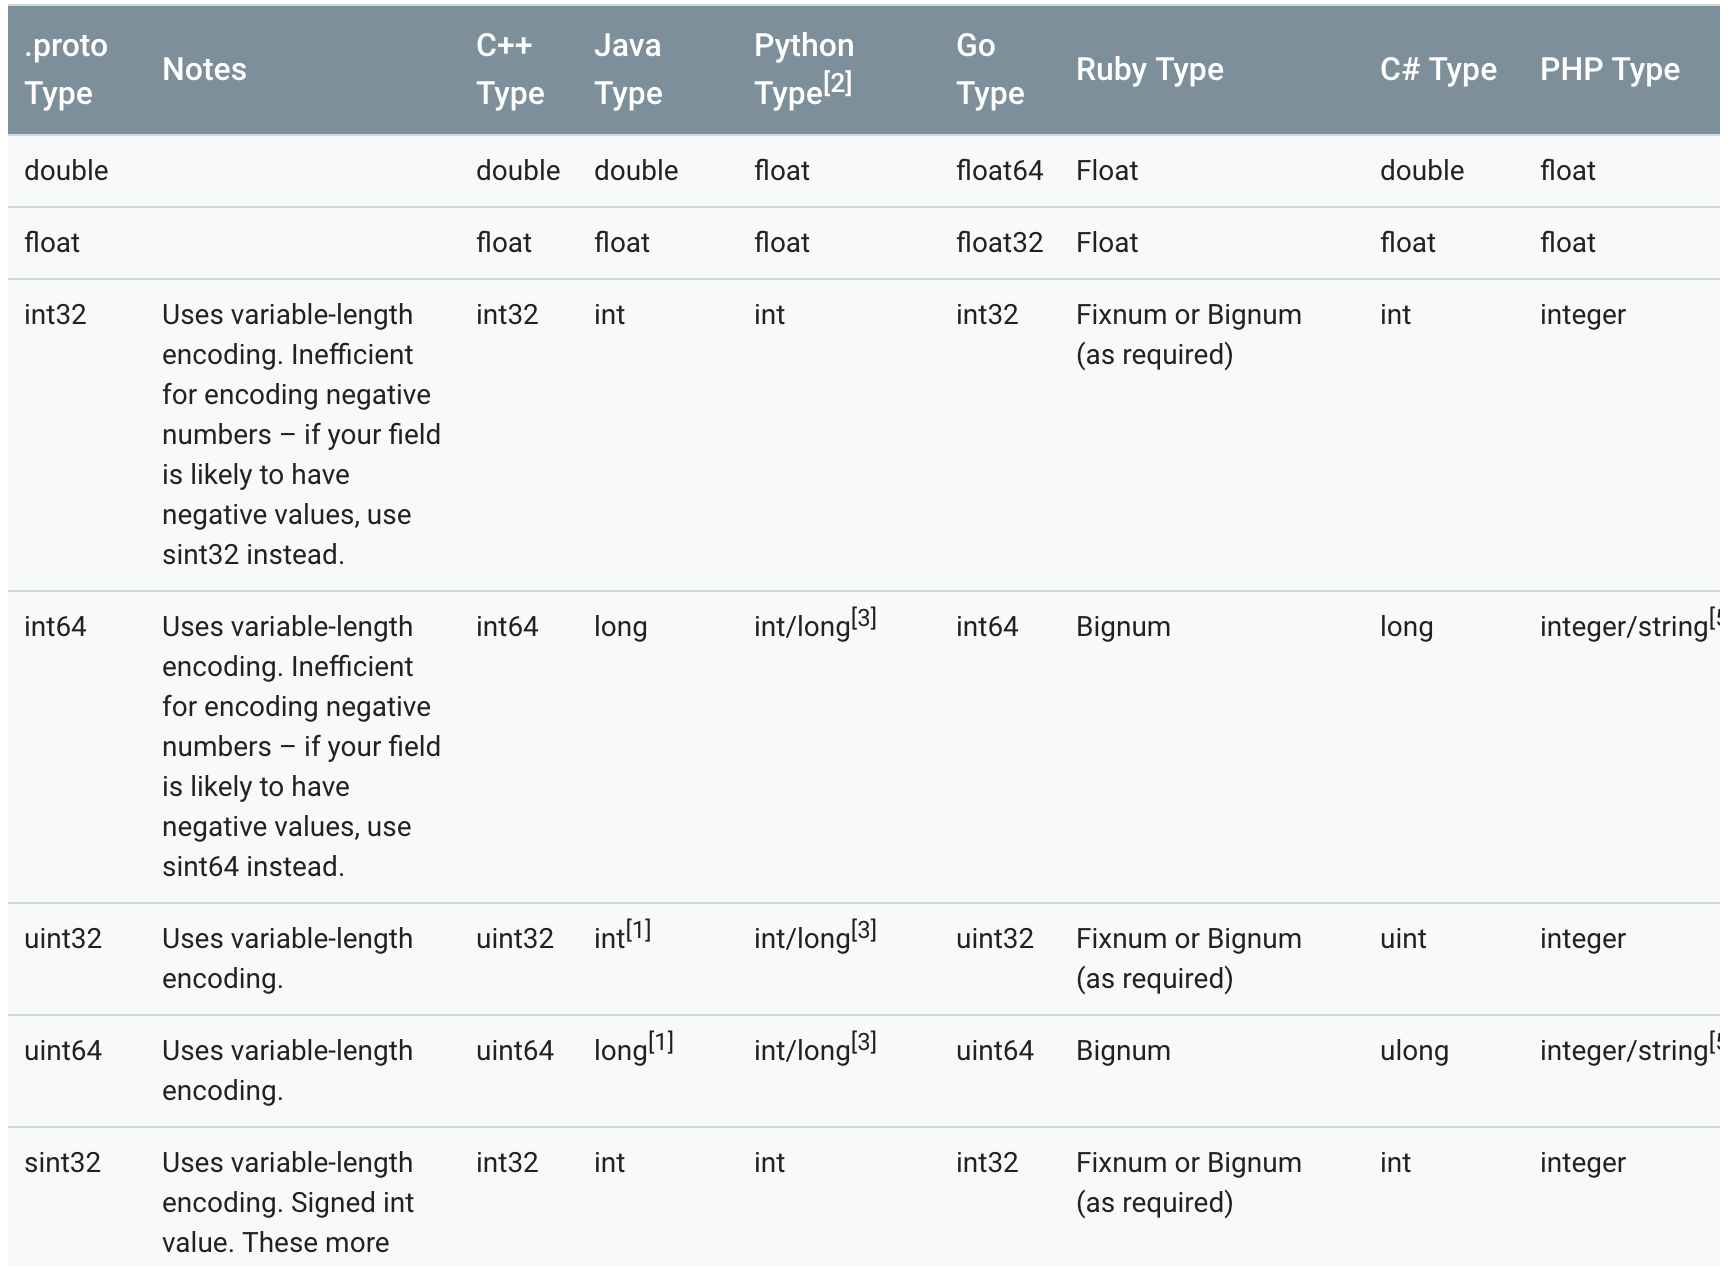 .proto Type Notes C++ Type Java Type Python Type[2] Go Type Ruby Type C# Type PHP Type
double double double float float64 Float double float
float float float float float32 Float float float
int32 Uses variable-length int32 int int int32 Fixnum or Bignum int integer
encoding. Inefficient (as required)
for encoding negative
numbers – if your field
is likely to have
negative values, use
sint32 instead.
int64 Uses variable-length int64 long int/long[3] int64 Bignum long integer/string
encoding. Inefficient
for encoding negative
numbers – if your field
is likely to have
negative values, use
sint64 instead.
uint32 Uses variable-length uint32 int[1] int/long[3] uint32 Fixnum or Bignum uint integer
encoding. (as required)
uint64 Uses variable-length uint64 long[1] int/long[3] uint64 Bignum ulong integer/string
encoding.
sint32 Uses variable-length int32 int int int32 Fixnum or Bignum int integer
encoding. Signed int (as required)
value. These more